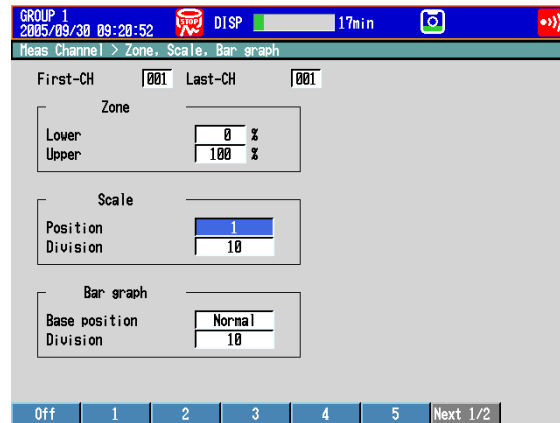 GROUP 1
2005/09/30 09:20:52 STOP DISP 17min
Meas Channel > Zone, Scale, Bar graph
First-CH 001 Last-CH 001
Zone
Lower 0 %
Upper 100 %
Scale
Position 1
Division 10
Bar graph
Base position Normal
Division 10
Off 1 2 3 4 5 Next 1/2